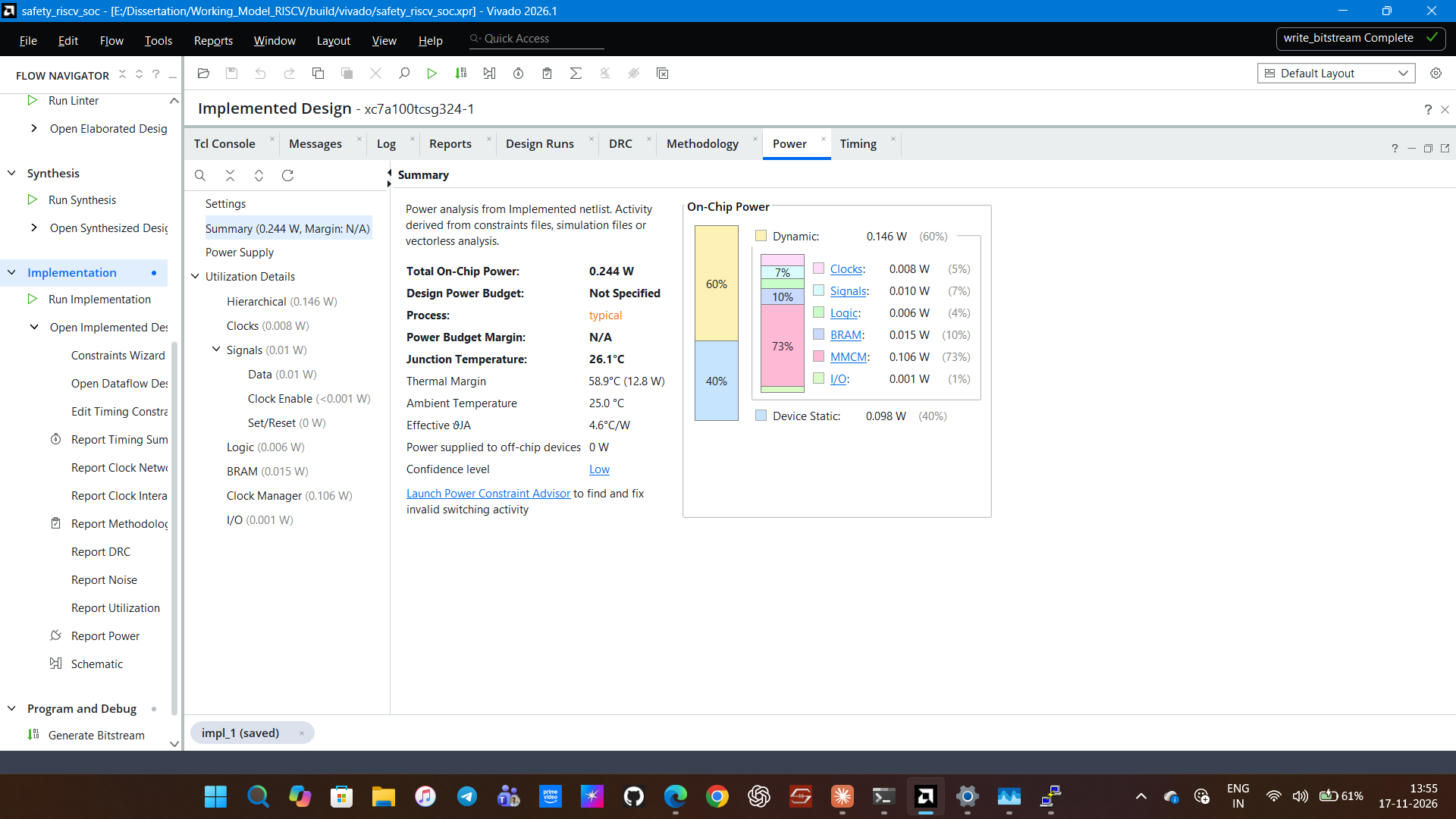 safety_riscv_soc - [E:/Dissertation/Working_Model_RISCV/build/vivado/safety_riscv_soc.xpr] - Vivado 2026.1
File Edit Flow Tools Reports Window Layout View Help Quick Access
write_bitstream Complete
FLOW NAVIGATOR
Default Layout
Run Linter
Open Elaborated Desig
Synthesis
Run Synthesis
Open Synthesized Desig
Implementation
Run Implementation
Open Implemented Des
Constraints Wizard
Open Dataflow Des
Edit Timing Constra
Report Timing Sum
Report Clock Netwo
Report Clock Intera
Report Methodolog
Report DRC
Report Noise
Report Utilization
Report Power
Schematic
Program and Debug
Generate Bitstream
Implemented Design - xc7a100tcsg324-1
Tcl Console Messages Log Reports Design Runs DRC Methodology Power Timing
Settings
Summary (0.244 W, Margin: N/A)
Power Supply
Utilization Details
Hierarchical (0.146 W)
Clocks (0.008 W)
Signals (0.01 W)
Data (0.01 W)
Clock Enable (<0.001 W)
Set/Reset (0 W)
Logic (0.006 W)
BRAM (0.015 W)
Clock Manager (0.106 W)
I/O (0.001 W)
Summary
Power analysis from Implemented netlist. Activity
derived from constraints files, simulation files or
vectorless analysis.
Total On-Chip Power: 0.244 W
Design Power Budget: Not Specified
Process: typical
Power Budget Margin: N/A
Junction Temperature: 26.1°C
Thermal Margin 58.9°C (12.8 W)
Ambient Temperature 25.0 °C
Effective ϑJA 4.6°C/W
Power supplied to off-chip devices 0 W
Confidence level Low
Launch Power Constraint Advisor to find and fix
invalid switching activity
On-Chip Power
60%
40%
Dynamic: 0.146 W (60%)
7%
10%
73%
Clocks: 0.008 W (5%)
Signals: 0.010 W (7%)
Logic: 0.006 W (4%)
BRAM: 0.015 W (10%)
MMCM: 0.106 W (73%)
I/O: 0.001 W (1%)
Device Static: 0.098 W (40%)
impl_1 (saved)
prime video
ENG
IN
61%
13:55
17-11-2026